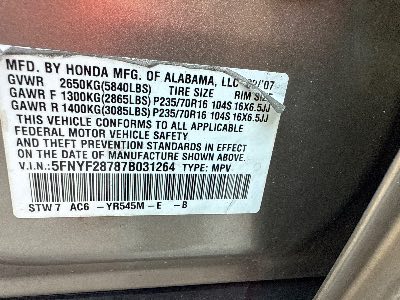 MFD. BY HONDA MFG. OF ALABAMA, LLC /07
GVWR 2650KG(5840LBS) TIRE SIZE RIM SIZE
GAWR F 1300KG(2865LBS) P235/70R16 104S 16X6.5JJ
GAWR R 1400KG(3085LBS) P235/70R16 104S 16X6.5JJ
THIS VEHICLE CONFORMS TO ALL APPLICABLE
FEDERAL MOTOR VEHICLE SAFETY BUMPER
AND THEFT PREVENTION STANDARDS IN EFFECT
ON THE DATE OF MANUFACTURE SHOWN ABOVE
V.I.N.:5FNYF28787B031264 TYPE: MPV
STW 7 AC6 -YR545M-E -B